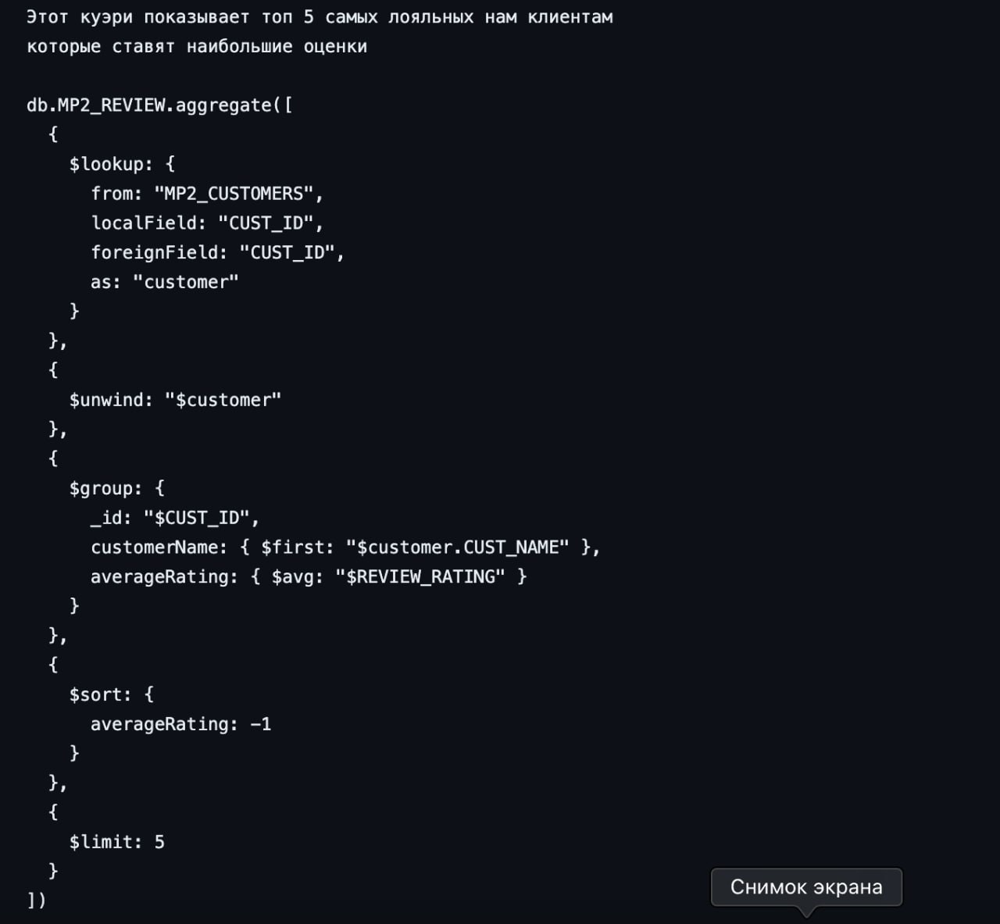 Этот куэри показывает топ 5 самых лояльных нам клиентам
которые ставят наибольшие оценки

db.MP2_REVIEW.aggregate([
  {
    $lookup: {
      from: "MP2_CUSTOMERS",
      localField: "CUST_ID",
      foreignField: "CUST_ID",
      as: "customer"
    }
  },
  {
    $unwind: "$customer"
  },
  {
    $group: {
      _id: "$CUST_ID",
      customerName: { $first: "$customer.CUST_NAME" },
      averageRating: { $avg: "$REVIEW_RATING" }
    }
  },
  {
    $sort: {
      averageRating: -1
    }
  },
  {
    $limit: 5
  }
])
Снимок экрана